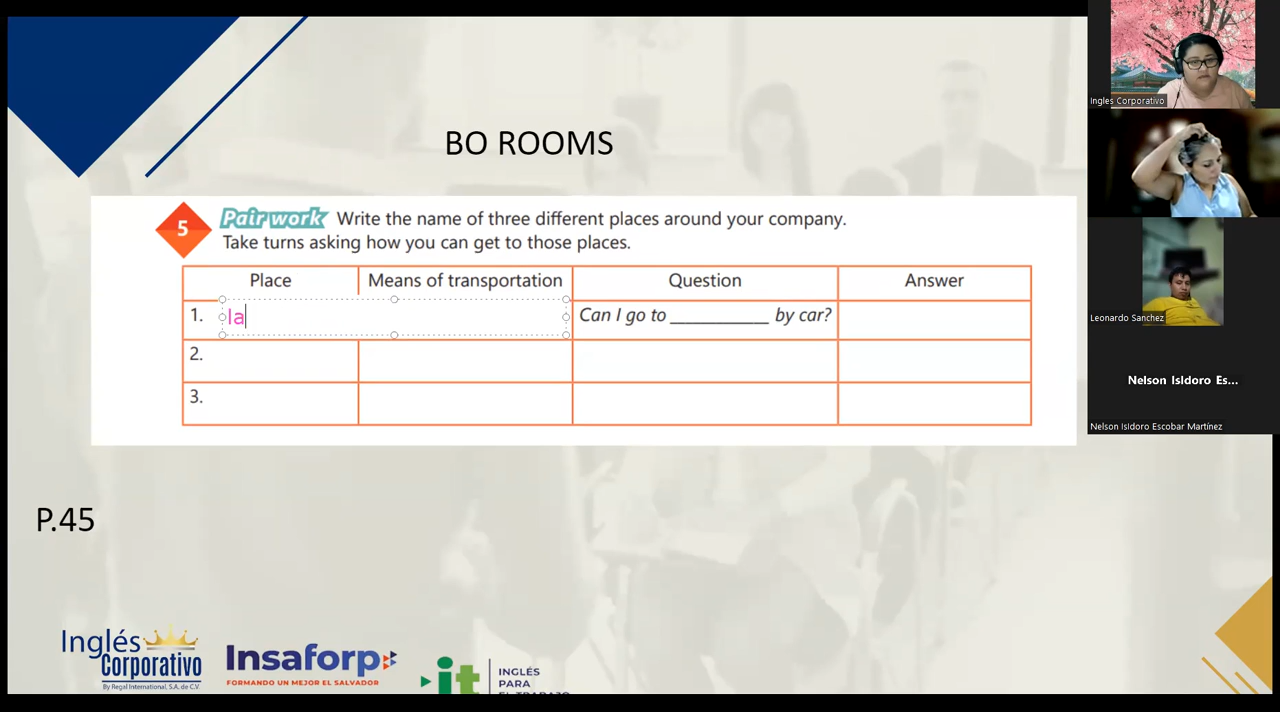 BO ROOMS
5
Pair work Write the name of three different places around your company.
Take turns asking how you can get to those places.
Place Means of transportation Question Answer
1. la Can I go to ____________ by car?
2.
3.
P.45
Inglés
Corporativo
By Regal International, S.A. de C.V.
Insaforp
FORMANDO UN MEJOR EL SALVADOR
it
INGLÉS
PARA
EL TRABAJO
Ingles Corporativo
Leonardo Sanchez
Nelson Isidoro Es...
Nelson Isidoro Escobar Martínez